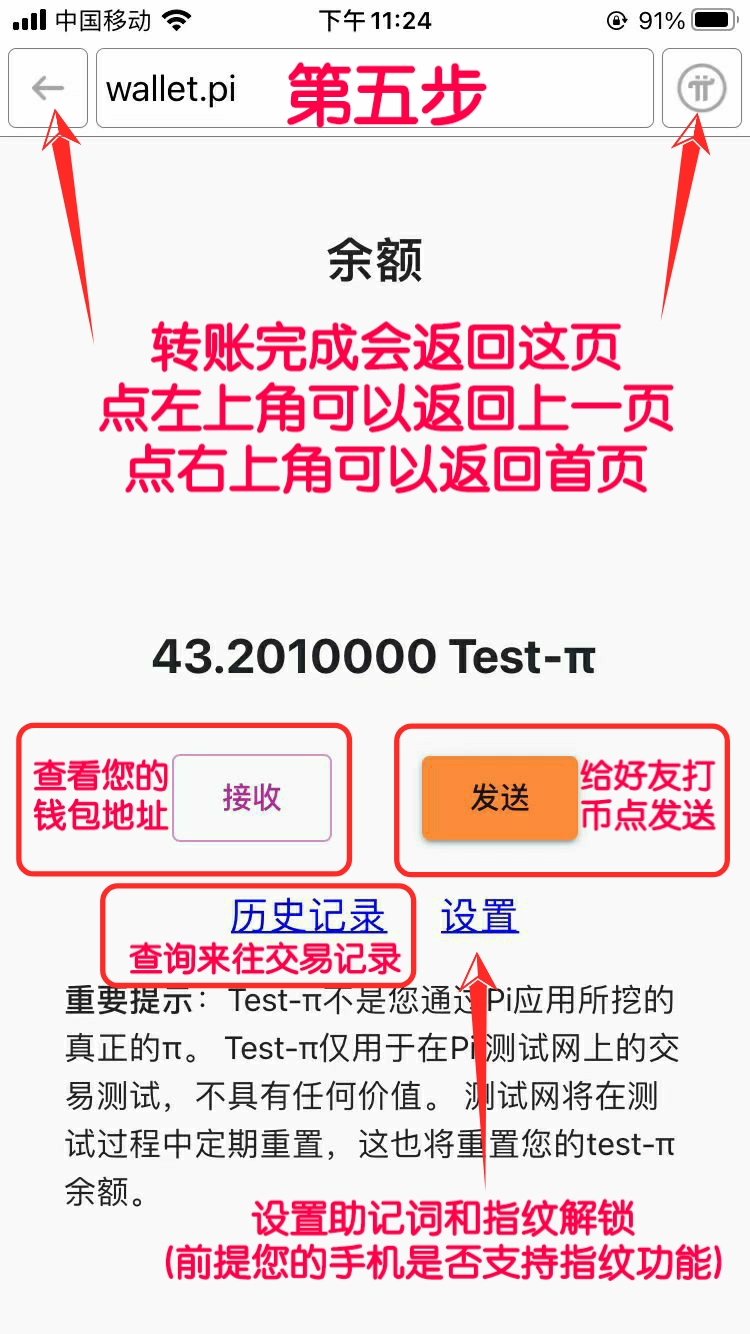 中国移动 下午11:24 91%
wallet.pi 第五步
余额
转账完成会返回这页
点左上角可以返回上一页
点右上角可以返回首页
43.2010000 Test-π
查看您的
钱包地址
接收
发送
给好友打
币点发送
历史记录 设置
查询来往交易记录
重要提示： Test-π不是您通过Pi应用所挖的
真正的π。 Test-π仅用于在Pi测试网上的交
易测试，不具有任何价值。 测试网将在测
试过程中定期重置，这也将重置您的test-π
余额。
设置助记词和指纹解锁
(前提您的手机是否支持指纹功能)